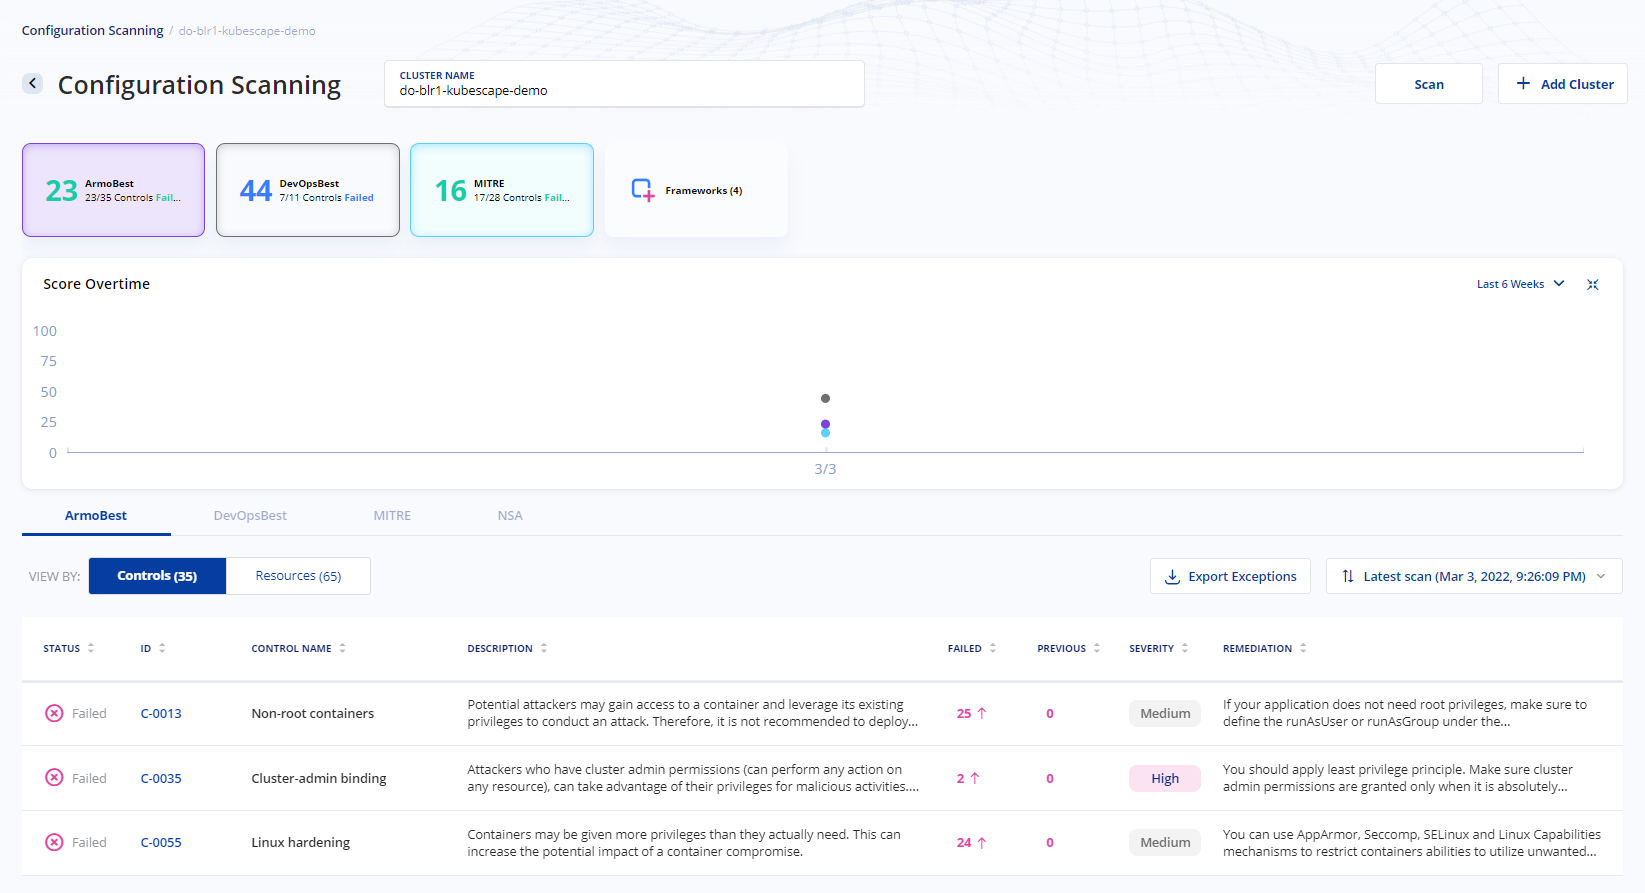 Configuration Scanning / do-blr1-kubescape-demo
Configuration Scanning
CLUSTER NAME
do-blr1-kubescape-demo
Scan
Add Cluster
23 ArmoBest
23/35 Controls Fail...
44 DevOpsBest
7/11 Controls Failed
16 MITRE
17/28 Controls Fail...
Frameworks (4)
Score Overtime
Last 6 Weeks
100
75
50
25
0
3/3
ArmoBest DevOpsBest MITRE NSA
VIEW BY: Controls (35) Resources (65)
Export Exceptions
Latest scan (Mar 3, 2022, 9:26:09 PM)
STATUS ID CONTROL NAME DESCRIPTION FAILED PREVIOUS SEVERITY REMEDIATION
Failed C-0013 Non-root containers
Potential attackers may gain access to a container and leverage its existing
privileges to conduct an attack. Therefore, it is not recommended to deploy...
25 ↑ 0 Medium
If your application does not need root privileges, make sure to
define the runAsUser or runAsGroup under the...
Failed C-0035 Cluster-admin binding
Attackers who have cluster admin permissions (can perform any action on
any resource), can take advantage of their privileges for malicious activities....
2 ↑ 0 High
You should apply least privilege principle. Make sure cluster
admin permissions are granted only when it is absolutely...
Failed C-0055 Linux hardening
Containers may be given more privileges than they actually need. This can
increase the potential impact of a container compromise.
24 ↑ 0 Medium
You can use AppArmor, Seccomp, SELinux and Linux Capabilities
mechanisms to restrict containers abilities to utilize unwanted...